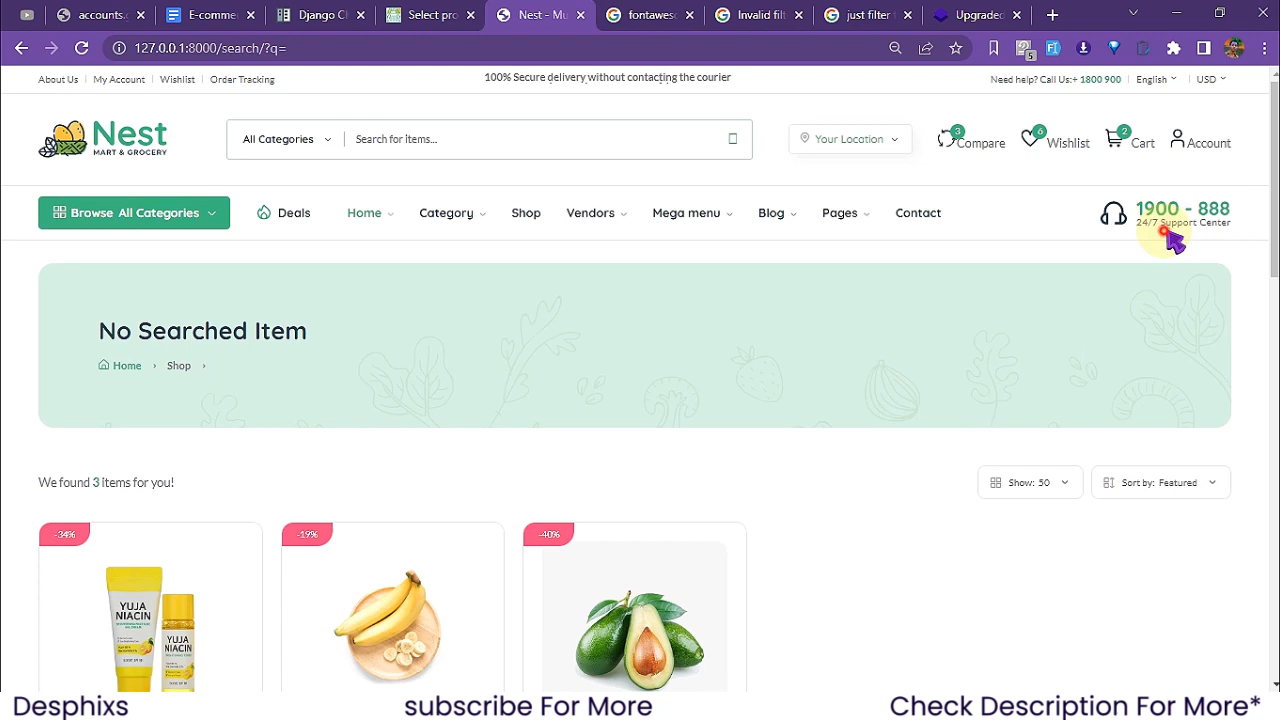 accounts.
E-commer
Django C
Select pro
Nest - Mu
fontawes
Invalid filt
just filter
Upgraded
127.0.0.1:8000/search/?q=
5
About Us
My Account
Wishlist
Order Tracking
100% Secure delivery without contacting the courier
Need help? Call Us:+ 1800 900
English
USD
Nest
MART & GROCERY
All Categories
Search for items...
Your Location
3
Compare
6
Wishlist
2
Cart
Account
Browse All Categories
Deals
Home
Category
Shop
Vendors
Mega menu
Blog
Pages
Contact
1900 - 888
24/7 Support Center
No Searched Item
Home
Shop
We found 3 items for you!
Show: 50
Sort by: Featured
-34%
-19%
-40%
YUJA
NIACIN
YUJA
NIACIN
Desphixs
subscribe For More
Check Description For More*